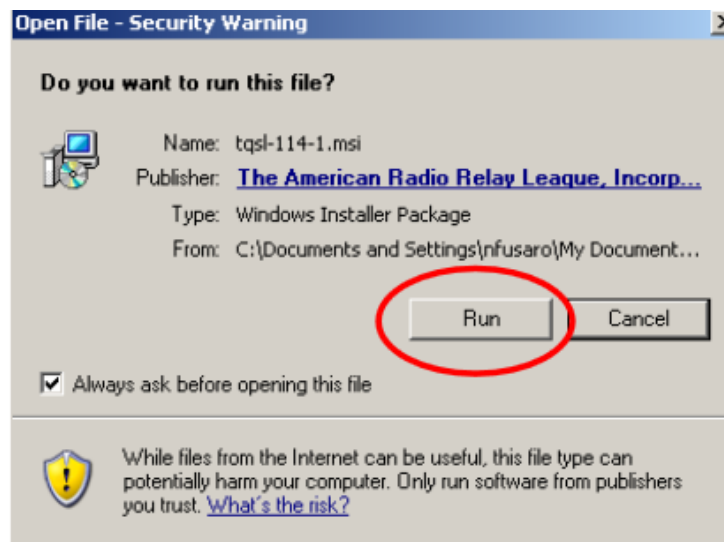 Open File - Security Warning
Do you want to run this file?
Name: tqsl-114-1.msi
Publisher: The American Radio Relay League, Incorp...
Type: Windows Installer Package
From: C:\Documents and Settings\nfusaro\My Document...
Run Cancel
Always ask before opening this file
While files from the Internet can be useful, this file type can
potentially harm your computer. Only run software from publishers
you trust. What's the risk?